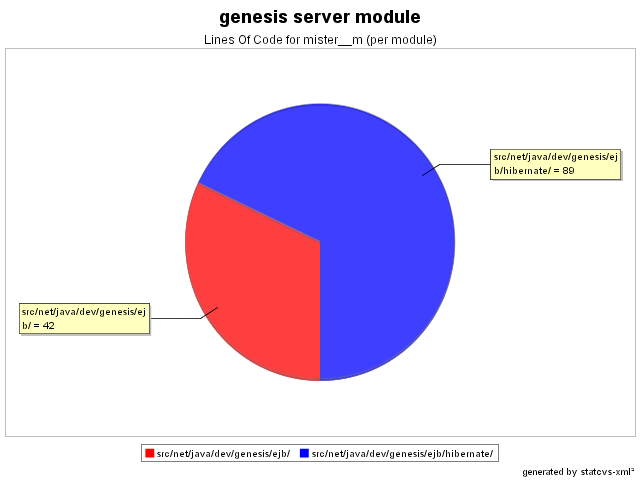 genesis server module
Lines Of Code for mister__m (per module)
src/net/java/dev/genesis/ej
b/hibernate/ = 89
src/net/java/dev/genesis/ej
b/ = 42
src/net/java/dev/genesis/ejb/ src/net/java/dev/genesis/ejb/hibernate/
generated by statcvs-xml²